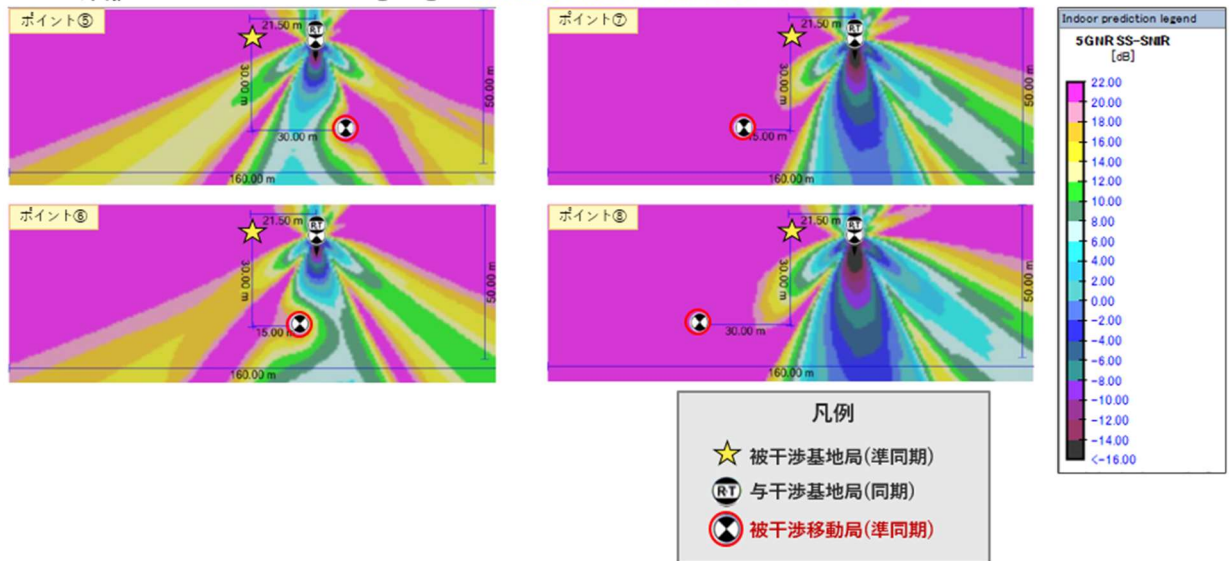 ポイント⑤
21.50 m
RT
30.00 m
30.00 m
50.00 m
160.00 m
ポイント⑦
21.50 m
RT
30.00 m
15.00 m
50.00 m
160.00 m
ポイント⑥
21.50 m
RT
30.00 m
15.00 m
50.00 m
160.00 m
ポイント⑧
21.50 m
RT
30.00 m
30.00 m
50.00 m
160.00 m
Indoor prediction legend
5GNR SS-SNIR
[dB]
22.00
20.00
18.00
16.00
14.00
12.00
10.00
8.00
6.00
4.00
2.00
0.00
-2.00
-4.00
-6.00
-8.00
-10.00
-12.00
-14.00
<-16.00
凡例
被干渉基地局(準同期)
RT 与干渉基地局(同期)
被干渉移動局(準同期)